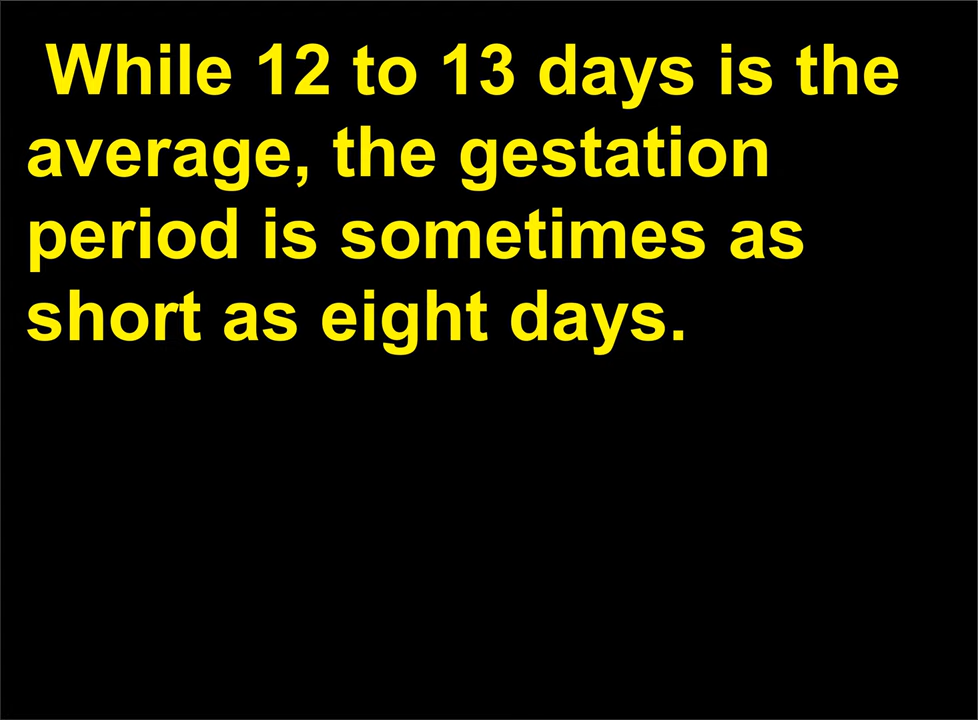 While 12 to 13 days is the
average, the gestation
period is sometimes as
short as eight days.